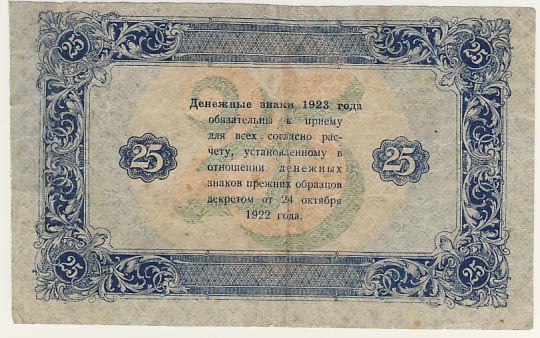 25 25
Денежные знаки 1923 года
обязательны к приему
для всех согласно рас-
чету, установленному в
отношении денежных
знаков прежних образцов
декретом от 24 октября
1922 года.
25 25
25 25